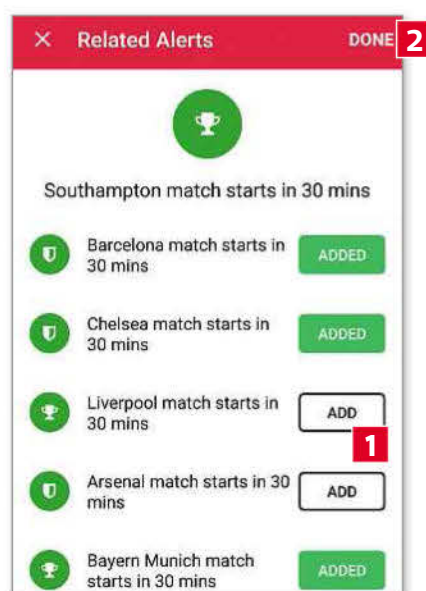 × Related Alerts DONE 2
Southampton match starts in 30 mins
Barcelona match starts in
30 mins
ADDED
Chelsea match starts in
30 mins
ADDED
Liverpool match starts in
30 mins
ADD
1
Arsenal match starts in 30
mins
ADD
Bayern Munich match
starts in 30 mins
ADDED